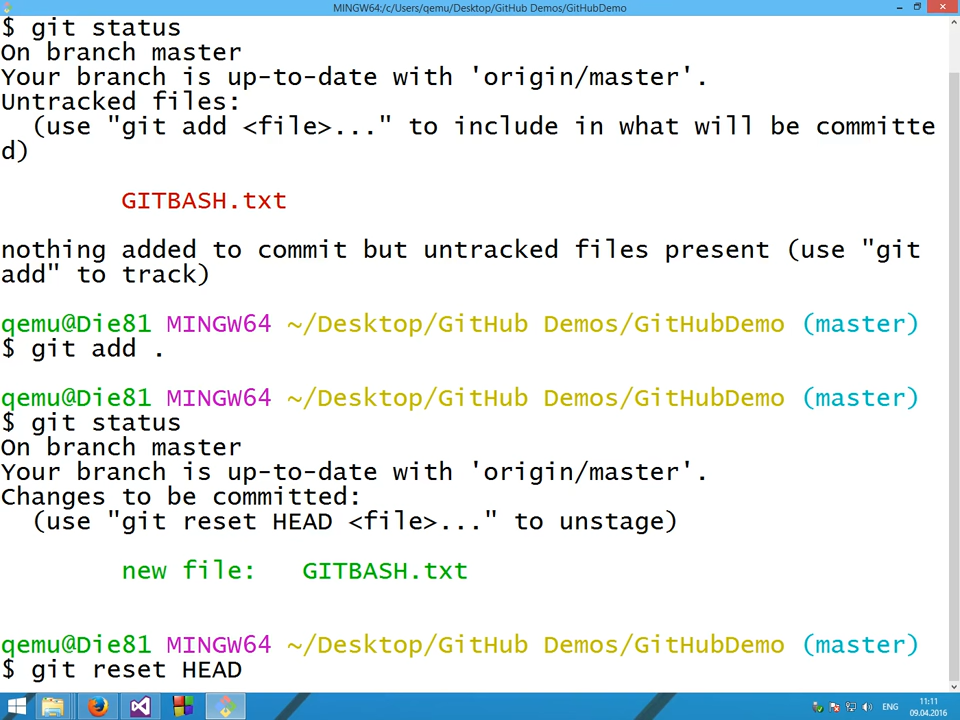 MINGW64:/c/Users/qemu/Desktop/GitHub Demos/GitHubDemo
$ git status
On branch master
Your branch is up-to-date with 'origin/master'.
Untracked files:
  (use "git add <file>..." to include in what will be committe
d)
        GITBASH.txt
nothing added to commit but untracked files present (use "git
add" to track)
qemu@Die81 MINGW64 ~/Desktop/GitHub Demos/GitHubDemo (master)
$ git add .
qemu@Die81 MINGW64 ~/Desktop/GitHub Demos/GitHubDemo (master)
$ git status
On branch master
Your branch is up-to-date with 'origin/master'.
Changes to be committed:
  (use "git reset HEAD <file>..." to unstage)
        new file:   GITBASH.txt
qemu@Die81 MINGW64 ~/Desktop/GitHub Demos/GitHubDemo (master)
$ git reset HEAD
ENG
11:11
09.04.2016